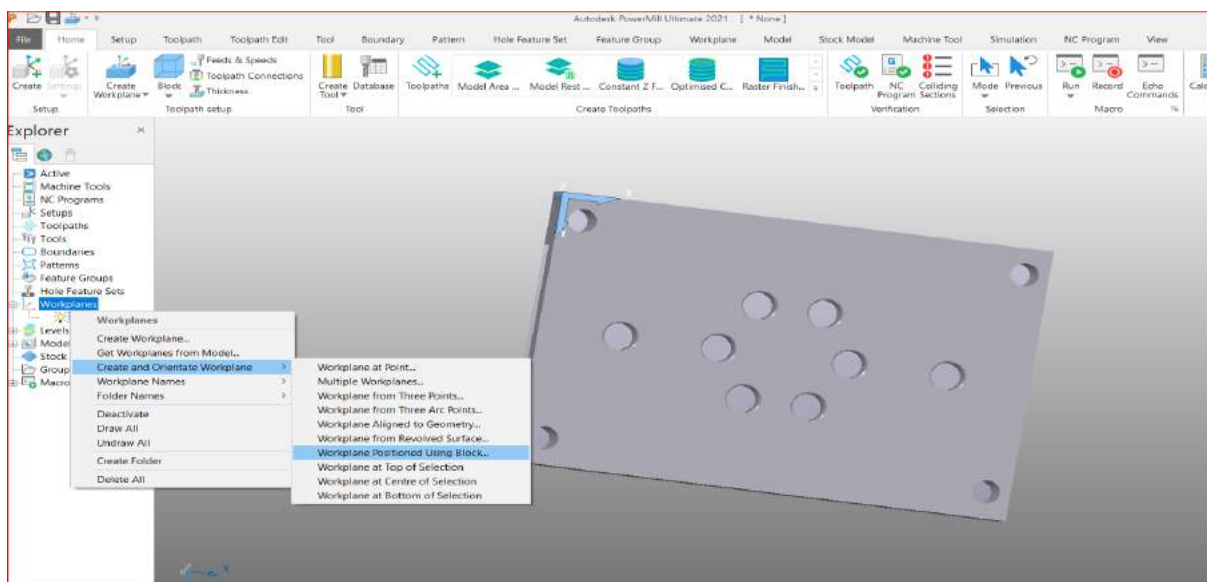 Autodesk PowerMill Ultimate 2021 [ * None ]
File Home Setup Toolpath Toolpath Edit Tool Boundary Pattern Hole Feature Set Feature Group Workplane Model Stock Model Machine Tool Simulation NC Program View
Feeds & Speeds
Toolpath Connections
Thickness
Create Settings Create Workplane Block Create Tool Database Toolpaths Model Area ... Model Rest ... Constant Z F... Optimised C... Raster Finish... Toolpath NC Program Colliding Sections Mode Previous Run Record Echo Commands Calc
Setup Toolpath setup Tool Create Toolpaths Verification Selection Macro
Explorer
Active
Machine Tools
NC Programs
Setups
Toolpaths
Tools
Boundaries
Patterns
Feature Groups
Hole Feature Sets
Workplanes
Levels
Model
Stock
Group
Macro
Workplanes
Create Workplane...
Get Workplanes from Model...
Create and Orientate Workplane
Workplane Names
Folder Names
Deactivate
Draw All
Undraw All
Create Folder
Delete All
Workplane at Point...
Multiple Workplanes...
Workplane from Three Points...
Workplane from Three Arc Points...
Workplane Aligned to Geometry...
Workplane from Revolved Surface...
Workplane Positioned Using Block...
Workplane at Top of Selection
Workplane at Centre of Selection
Workplane at Bottom of Selection
X